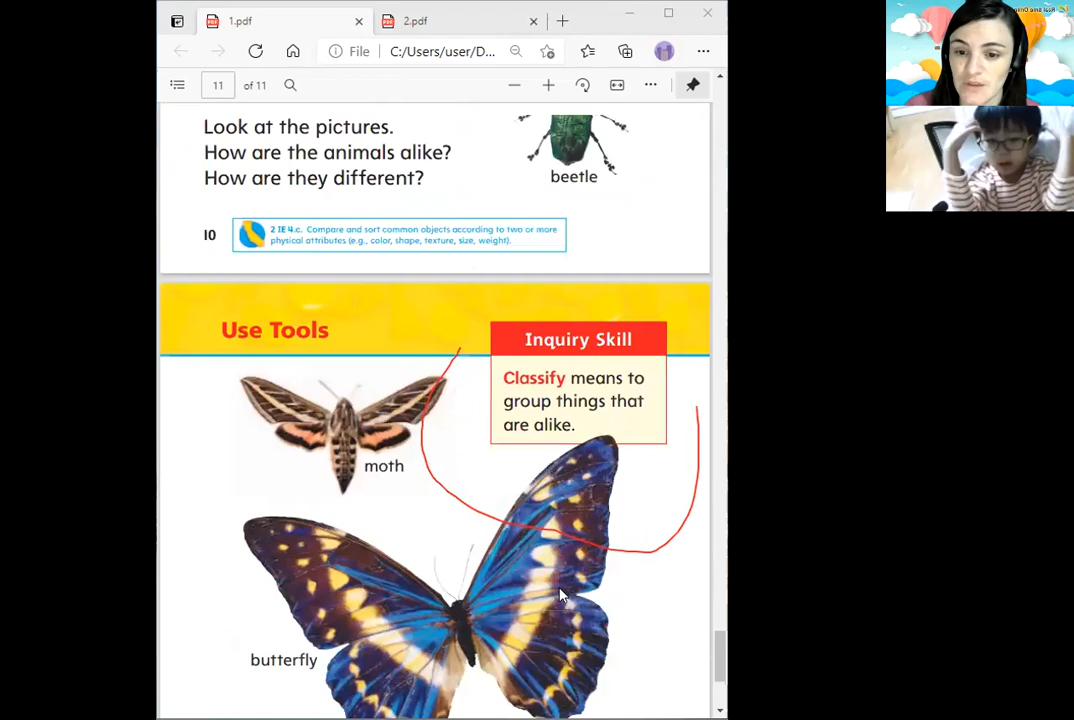 1.pdf
2.pdf
File C:/Users/user/D...
11 of 11
Look at the pictures.
How are the animals alike?
How are they different?
beetle
10
2 IE 4.c. Compare and sort common objects according to two or more
physical attributes (e.g., color, shape, texture, size, weight).
Use Tools
Inquiry Skill
Classify means to
group things that
are alike.
moth
butterfly